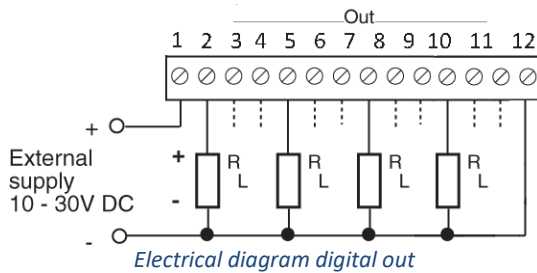 Out
1 2 3 4 5 6 7 8 9 10 11 12
+
External
supply
10 - 30V DC
-
+
-
R
L
R
L
R
L
R
L
Electrical diagram digital out